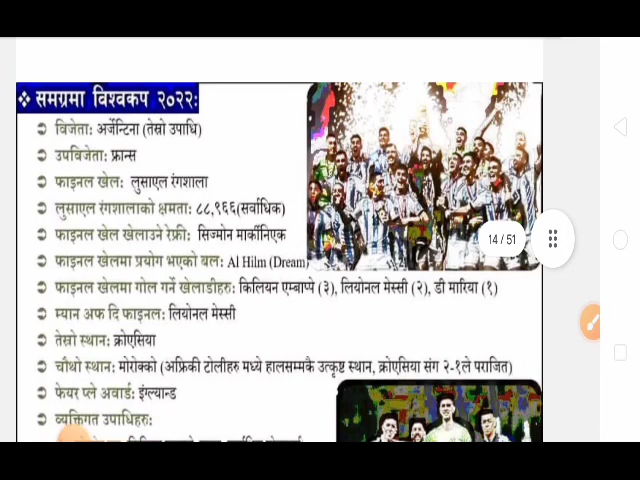 ❖ समग्रमा विश्वकप २०२२:
➲ विजेता: अर्जेन्टिना (तेस्रो उपाधि)
➲ उपविजेता: फ्रान्स
➲ फाइनल खेल: लुसाएल रंगशाला
➲ लुसाएल रंगशालाको क्षमता: ८८,९६६(सर्वाधिक)
➲ फाइनल खेल खेलाउने रेफ्री: सिज्मोन मार्कीनिएक
➲ फाइनल खेलमा प्रयोग भएको बल: Al Hilm (Dream)
➲ फाइनल खेलमा गोल गर्ने खेलाडीहरु: किलियन एम्बाप्पे (३), लियोनल मेस्सी (२), डी मारिया (१)
➲ म्यान अफ दि फाइनल: लियोनल मेस्सी
➲ तेस्रो स्थान: क्रोएसिया
➲ चौथो स्थान: मोरोक्को (अफ्रिकी टोलीहरु मध्ये हालसम्मकै उत्कृष्ट स्थान, क्रोएसिया संग २-१ले पराजित)
➲ फेयर प्ले अवार्ड: इंग्ल्यान्ड
➲ व्यक्तिगत उपाधिहरु:
14 / 51